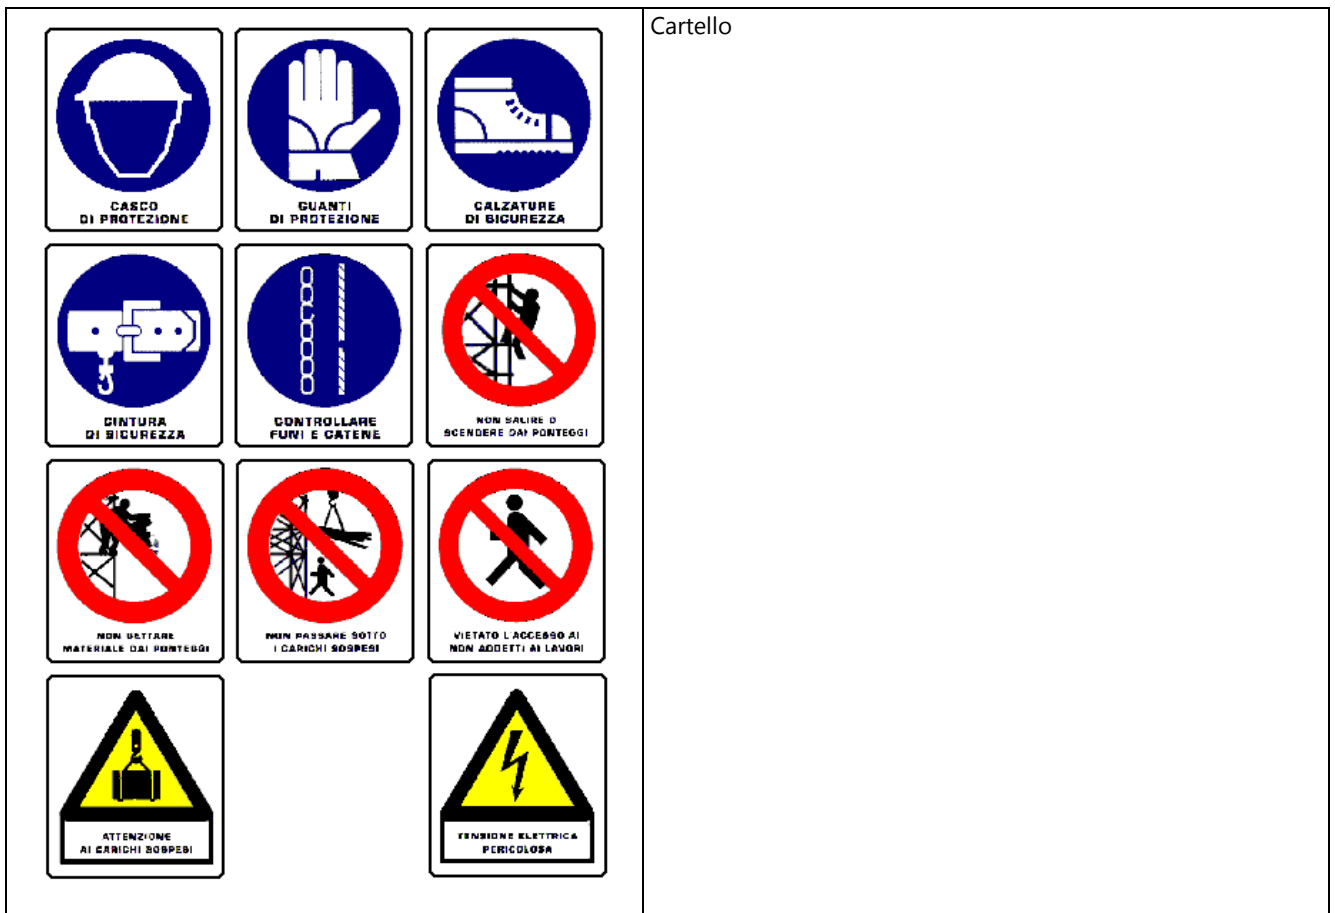 Cartello
CASCO
DI PROTEZIONE
GUANTI
DI PROTEZIONE
CALZATURE
DI SICUREZZA
CINTURA
DI SICUREZZA
CONTROLLARE
FUNI E CATENE
NON SALIRE O
SCENDERE DAI PONTEGGI
NON GETTARE
MATERIALE DAI PONTEGGI
NON PASSARE SOTTO
I CARICHI SOSPESI
VIETATO L'ACCESSO AI
NON ADDETTI AI LAVORI
ATTENZIONE
AI CARICHI SOSPESI
TENSIONE ELETTRICA
PERICOLOSA